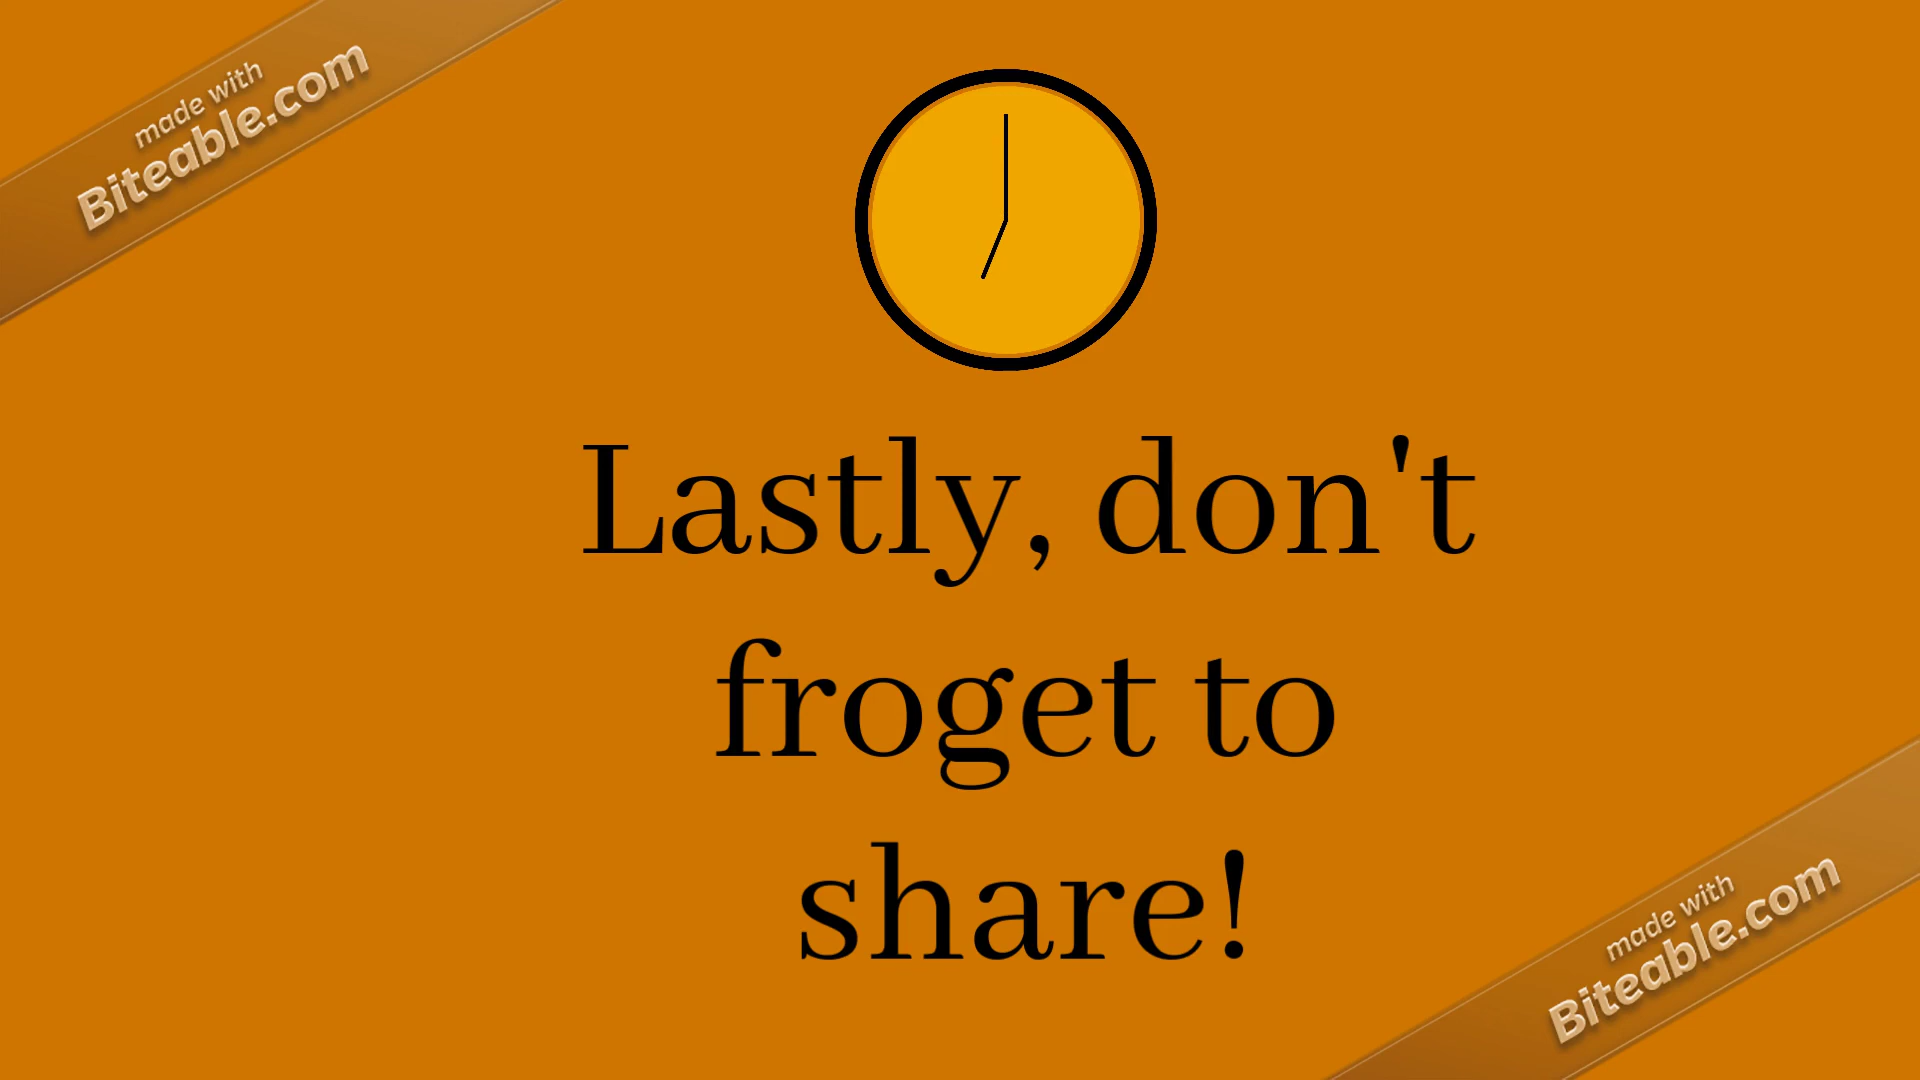 made with
Biteable.com
Lastly, don't
froget to
share!
made with
Biteable.com